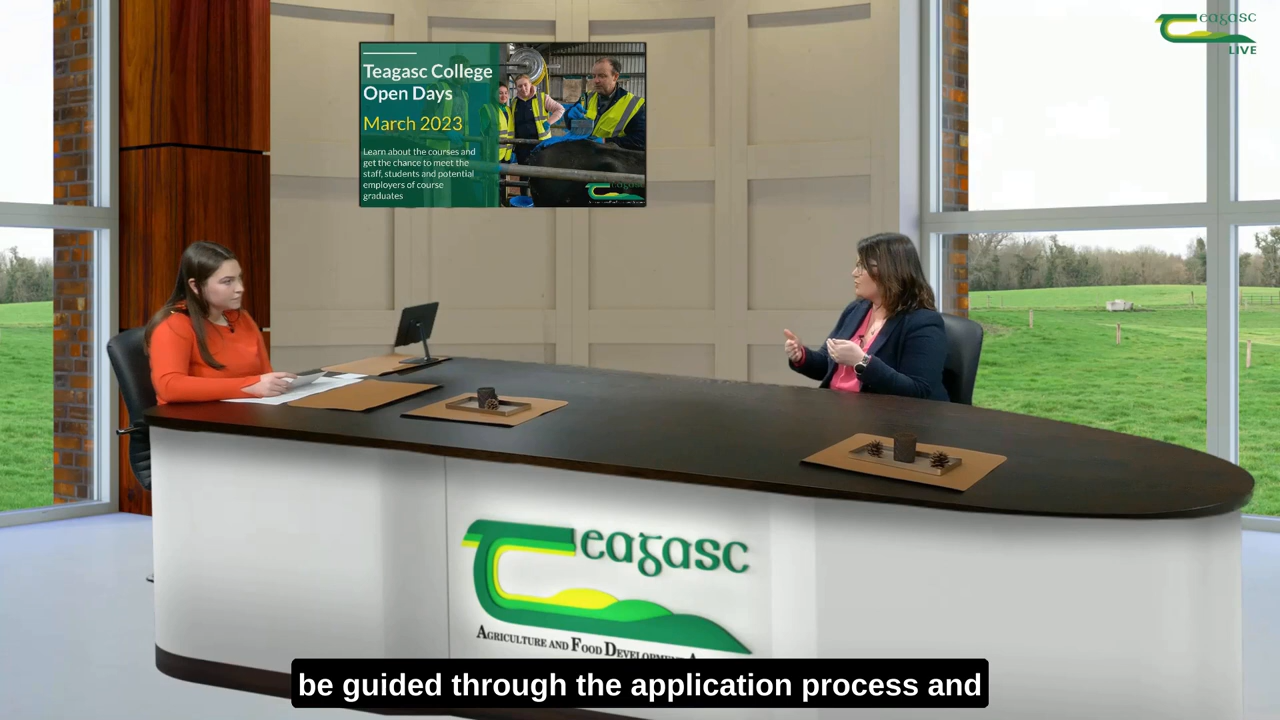 Teagasc
LIVE
Teagasc College
Open Days
March 2023
Learn about the courses and
get the chance to meet the
staff, students and potential
employers of course
graduates
Teagasc
Teagasc
AGRICULTURE AND FOOD DEVELOPMENT
be guided through the application process and